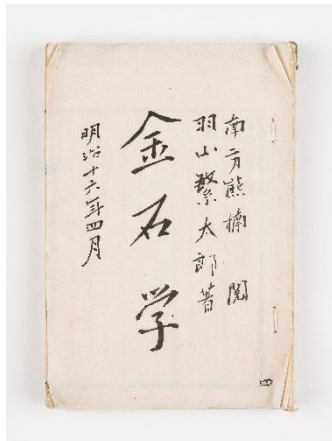 南方熊楠 閲
羽山繁太郎著
金石学
明治十六年四月